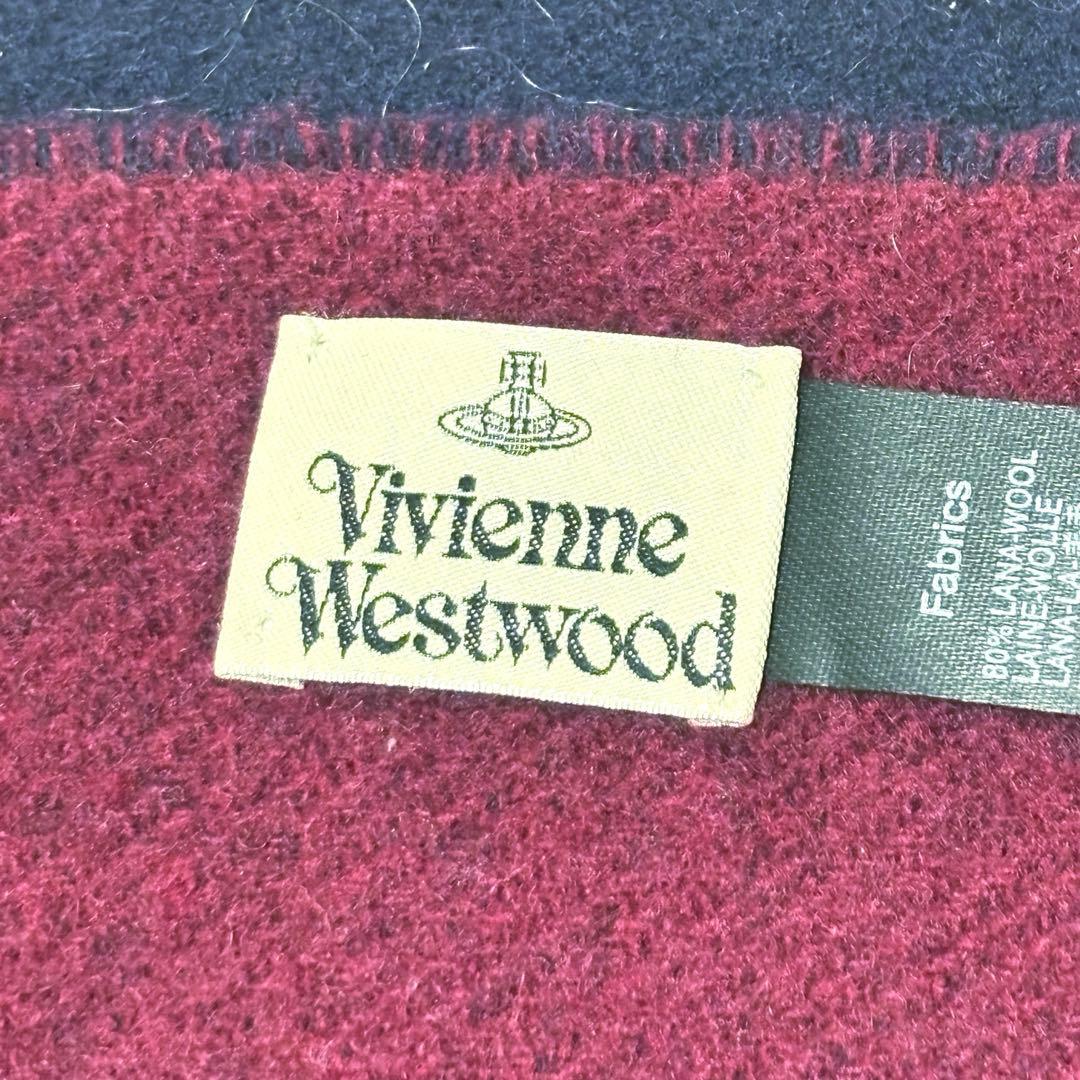 Vivienne
Westwood
Fabrics
80% LANA-WOOL
LAINE-WOLLE